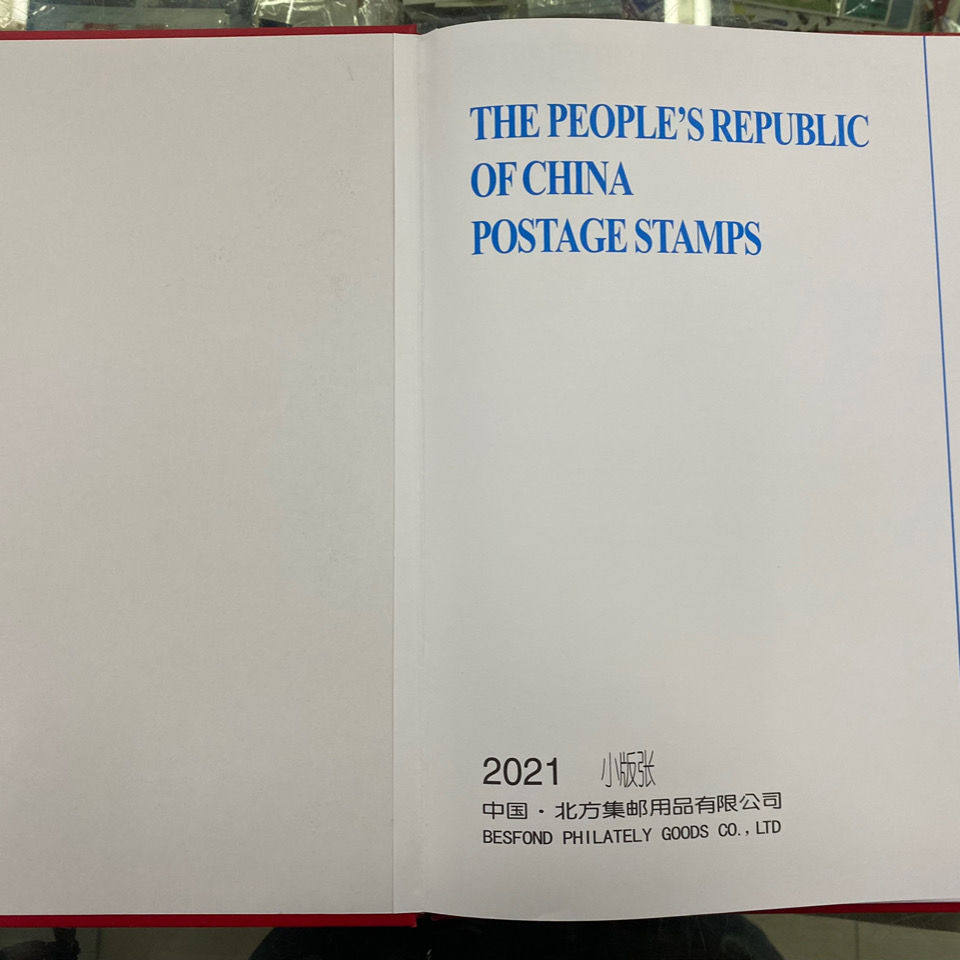 THE PEOPLE'S REPUBLIC
OF CHINA
POSTAGE STAMPS
2021 小版张
中国·北方集邮用品有限公司
BESFOND PHILATELY GOODS CO., LTD